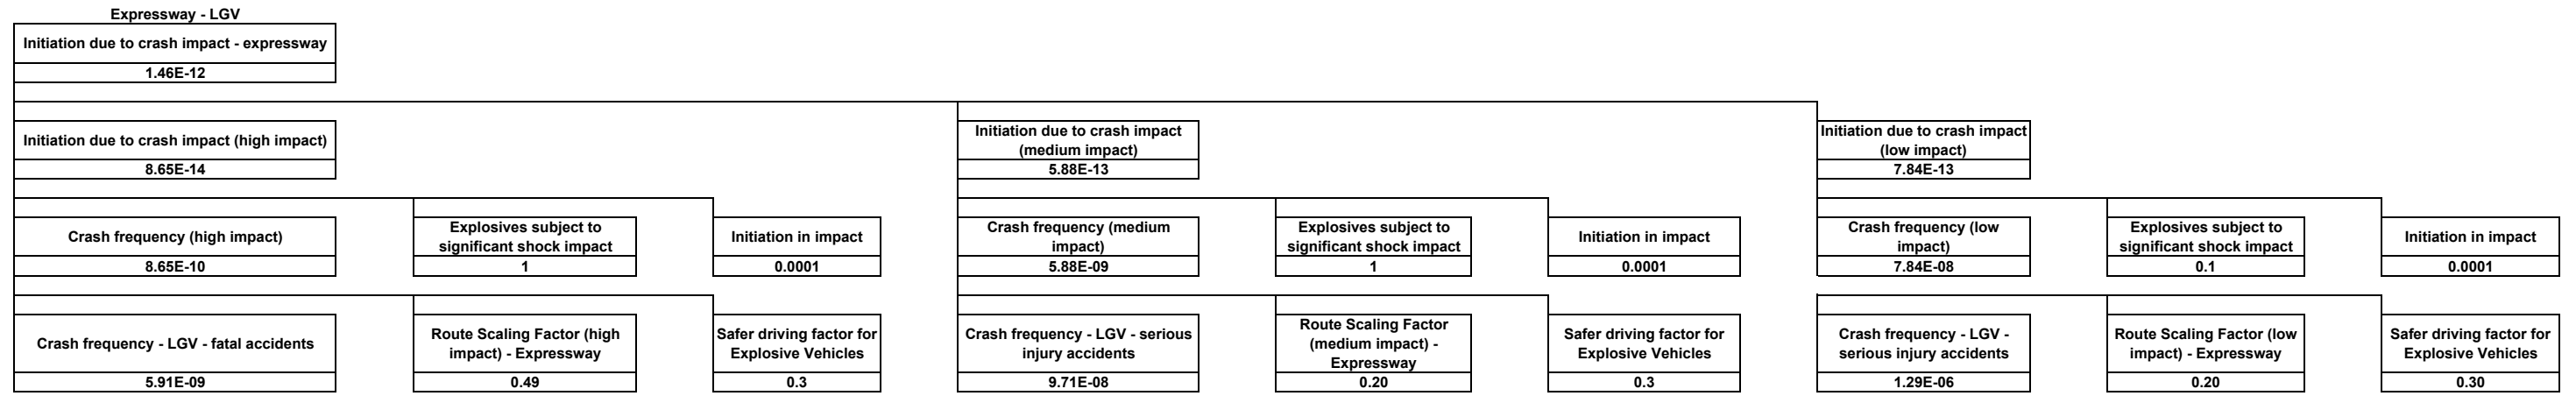 Expressway - LGV
Initiation due to crash impact - expressway
1.46E-12
Initiation due to crash impact (high impact)
8.65E-14
Initiation due to crash impact
(medium impact)
5.88E-13
Initiation due to crash impact
(low impact)
7.84E-13
Crash frequency (high impact)
8.65E-10
Explosives subject to
significant shock impact
1
Initiation in impact
0.0001
Crash frequency (medium
impact)
5.88E-09
Explosives subject to
significant shock impact
1
Initiation in impact
0.0001
Crash frequency (low
impact)
7.84E-08
Explosives subject to
significant shock impact
0.1
Initiation in impact
0.0001
Crash frequency - LGV - fatal accidents
5.91E-09
Route Scaling Factor (high
impact) - Expressway
0.49
Safer driving factor for
Explosive Vehicles
0.3
Crash frequency - LGV - serious
injury accidents
9.71E-08
Route Scaling Factor
(medium impact) -
Expressway
0.20
Safer driving factor for
Explosive Vehicles
0.3
Crash frequency - LGV -
serious injury accidents
1.29E-06
Route Scaling Factor (low
impact) - Expressway
0.20
Safer driving factor for
Explosive Vehicles
0.30